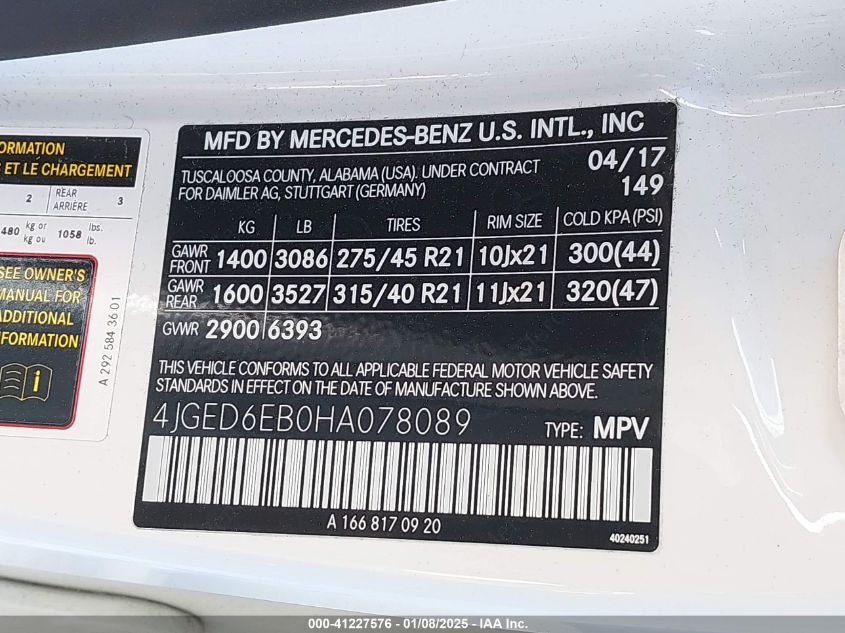 ORMATION
ET LE CHARGEMENT
2 REAR ARRIÈRE 3
480 kg or kg ou 1058 lbs. lb.
SEE OWNER'S
MANUAL FOR
ADDITIONAL
INFORMATION
A 292 584 36 01
MFD BY MERCEDES-BENZ U.S. INTL., INC
TUSCALOOSA COUNTY, ALABAMA (USA). UNDER CONTRACT
FOR DAIMLER AG, STUTTGART (GERMANY)
04/17
149
KG LB TIRES RIM SIZE COLD KPA (PSI)
GAWR FRONT 1400 3086 275/45 R21 10Jx21 300(44)
GAWR REAR 1600 3527 315/40 R21 11Jx21 320(47)
GVWR 2900 6393
THIS VEHICLE CONFORMS TO ALL APPLICABLE FEDERAL MOTOR VEHICLE SAFETY
STANDARDS IN EFFECT ON THE DATE OF MANUFACTURE SHOWN ABOVE.
4JGED6EB0HA078089 TYPE: MPV
A 166 817 09 20
40240251
000-41227576 - 01/08/2025 - IAA Inc.